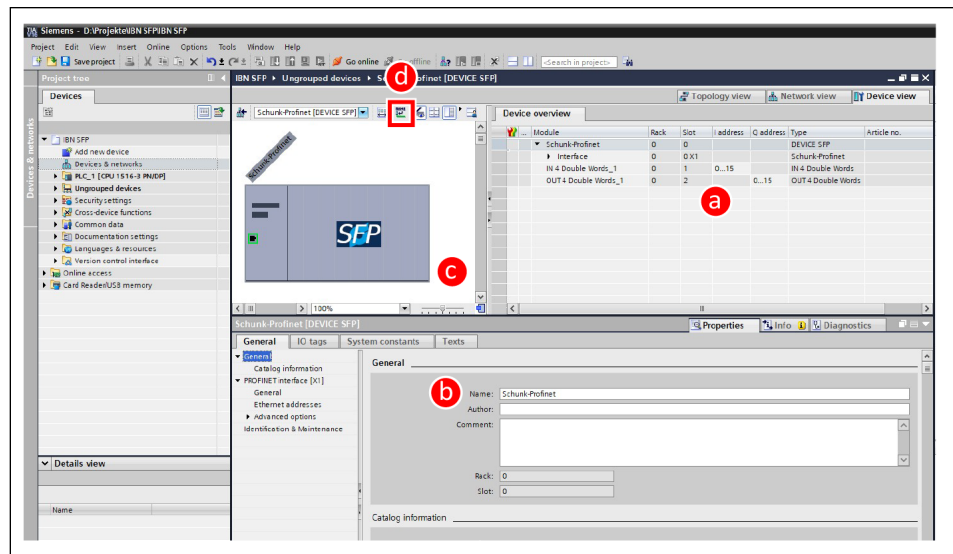 Siemens - D:\Projekte\IBN SFP\IBN SFP
Project Edit View Insert Online Options Tools Window Help
Save project Go online Go offline <Search in project>
Project tree
IBN SFP ▸ Ungrouped devices ▸ Schunk-Profinet [DEVICE SFP]
d
Devices
Topology view Network view Device view
Schunk-Profinet [DEVICE SFP]
Device overview
Devices & networks
... Module Rack Slot I address Q address Type Article no.
Schunk-Profinet 0 0 DEVICE SFP
Interface 0 0 X1 Schunk-Profinet
IN 4 Double Words_1 0 1 0...15 IN 4 Double Words
OUT 4 Double Words_1 0 2 0...15 OUT 4 Double Words
a
IBN SFP
Add new device
Devices & networks
PLC_1 [CPU 1516-3 PN/DP]
Ungrouped devices
Security settings
Cross-device functions
Common data
Documentation settings
Languages & resources
Version control interface
Online access
Card Reader/USB memory
Schunk-Profinet
SFP
c
100%
Schunk-Profinet [DEVICE SFP]
Properties Info Diagnostics
General IO tags System constants Texts
General
Catalog information
PROFINET interface [X1]
General
Ethernet addresses
Advanced options
Identification & Maintenance
General
b
Name: Schunk-Profinet
Author:
Comment:
Rack: 0
Slot: 0
Catalog information
Details view
Name